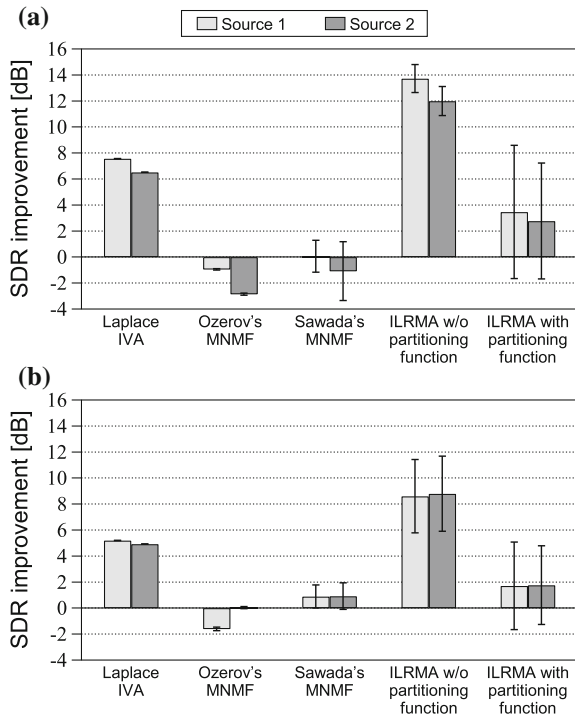 (a)
Source 1 Source 2
SDR improvement [dB]
16
14
12
10
8
6
4
2
0
-2
-4
Laplace IVA
Ozerov's MNMF
Sawada's MNMF
ILRMA w/o partitioning function
ILRMA with partitioning function
(b)
SDR improvement [dB]
16
14
12
10
8
6
4
2
0
-2
-4
Laplace IVA
Ozerov's MNMF
Sawada's MNMF
ILRMA w/o partitioning function
ILRMA with partitioning function